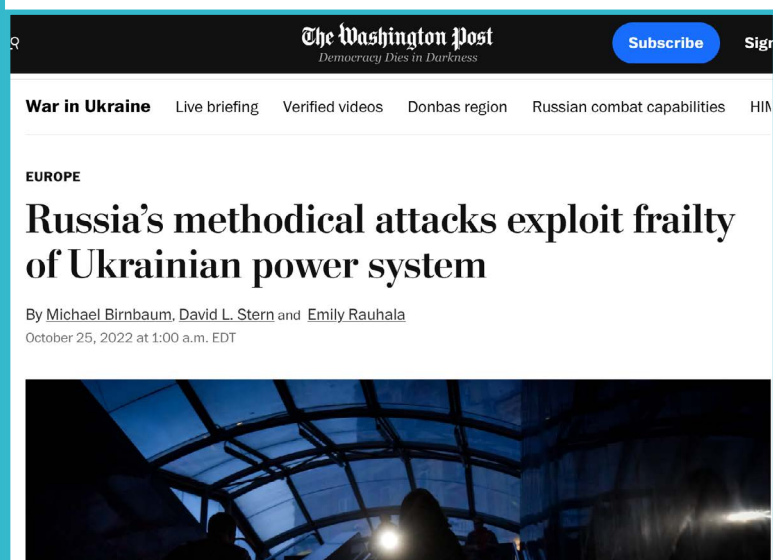 The Washington Post
Democracy Dies in Darkness
Subscribe
Sign
War in Ukraine Live briefing Verified videos Donbas region Russian combat capabilities
EUROPE
Russia's methodical attacks exploit frailty
of Ukrainian power system
By Michael Birnbaum, David L. Stern and Emily Rauhala
October 25, 2022 at 1:00 a.m. EDT